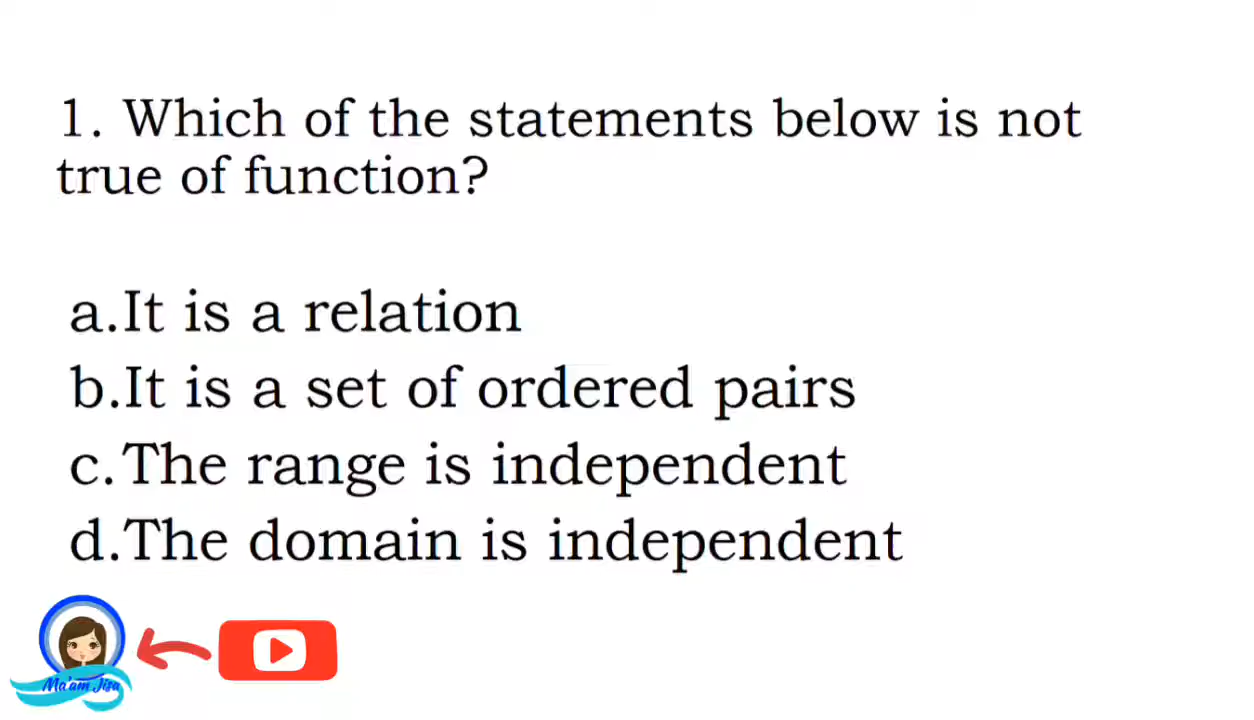 1. Which of the statements below is not
true of function?
a.It is a relation
b.It is a set of ordered pairs
c.The range is independent
d.The domain is independent
Ma'am Jisa